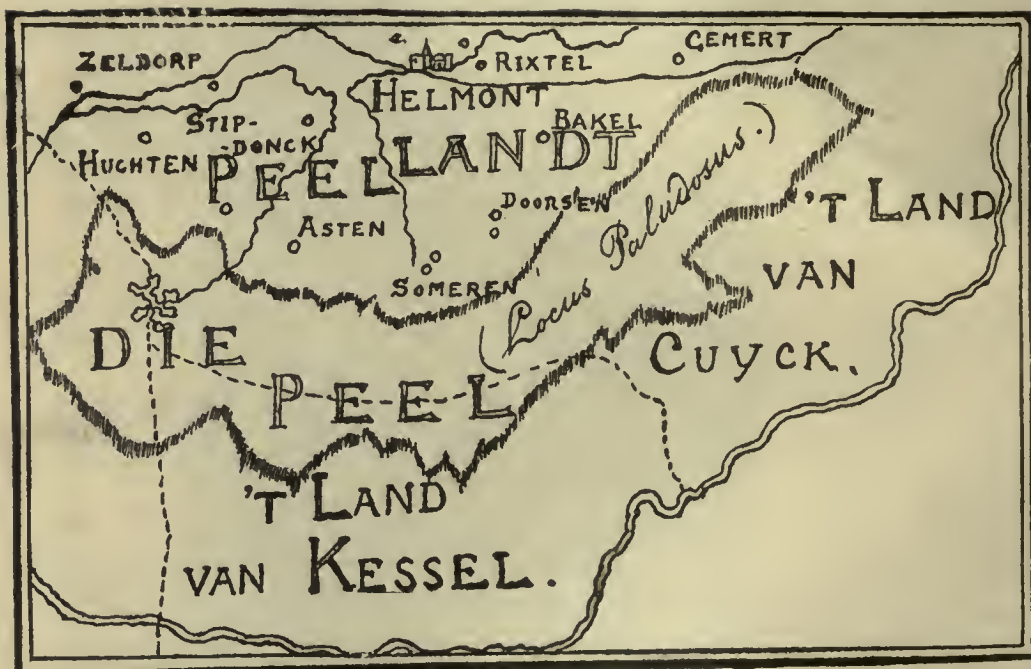 ZELDORP
RIXTEL
GEMERT
HELMONT
STIP-
-DONCK
BAKEL
HUCHTEN
PEELLANDT
DOORSEN
ASTEN
SOMEREN
(Locus Paludosus.)
'T LAND
VAN
CUYCK.
DIE
PEEL
'T LAND
VAN KESSEL.